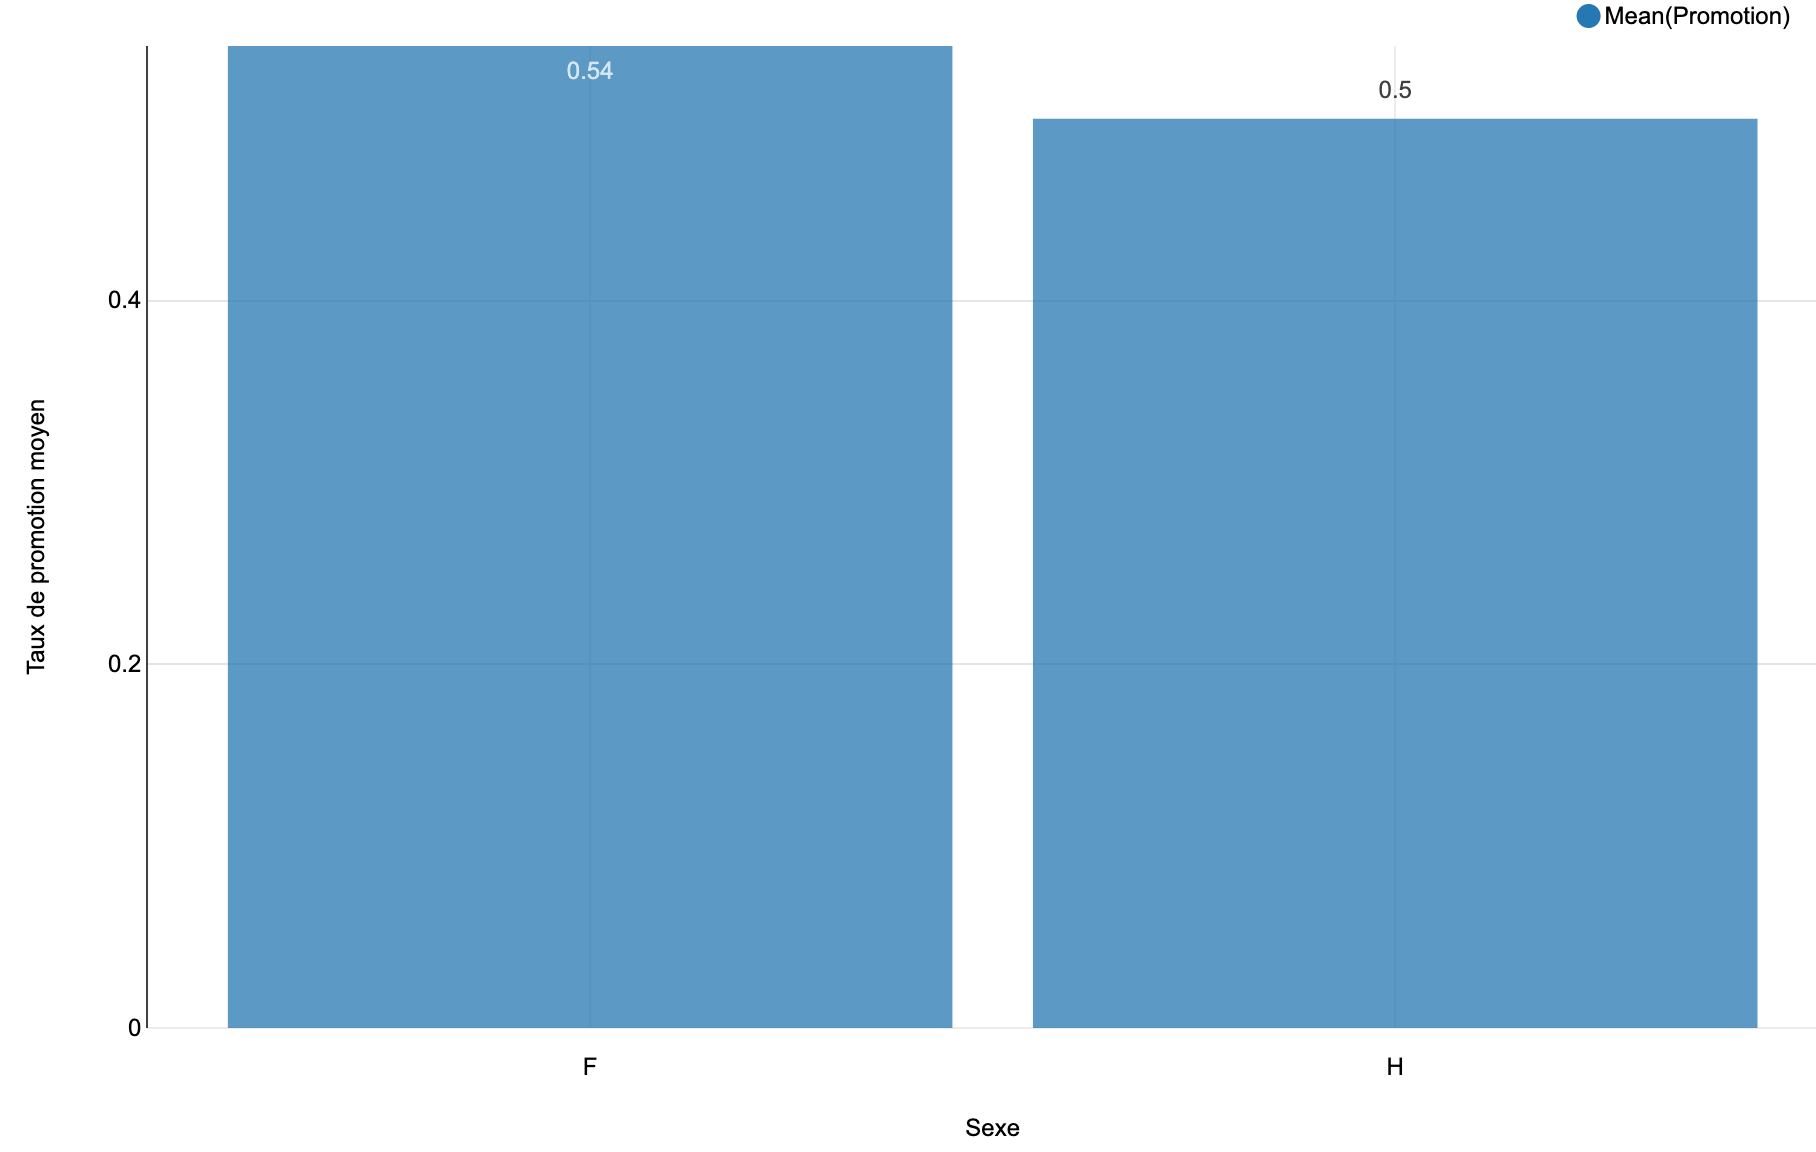 Mean(Promotion)
0.54
0.5
0.4
0.2
0
Taux de promotion moyen
F
H
Sexe